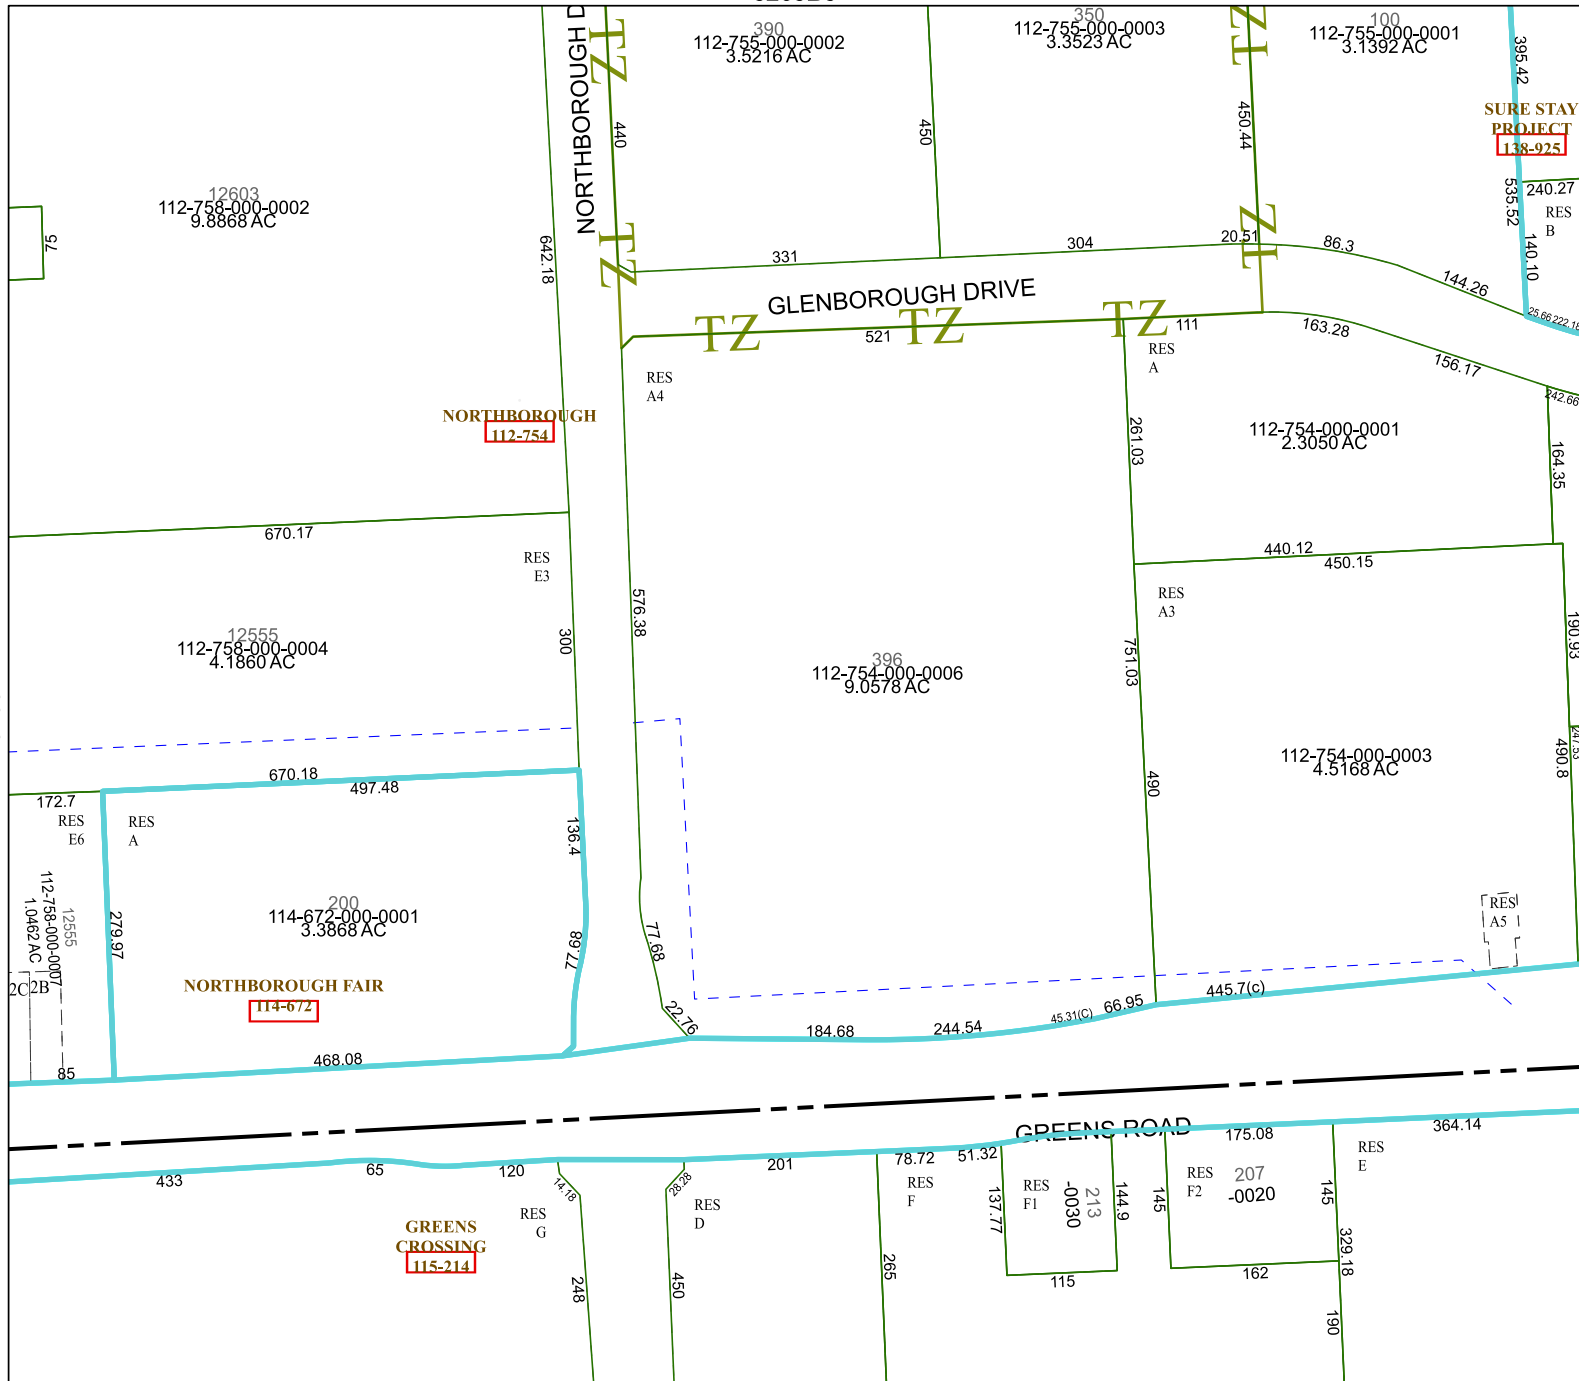 NORTHBOROUGH D
TZ
390
112-755-000-0002
3.5216 AC
350
112-755-000-0003
3.3523 AC
TZ
100
112-755-000-0001
3.1392 AC
395.42
SURE STAY
PROJECT
138-925
440
450
450.44
12603
112-758-000-0002
9.8868 AC
75
642.18
TZ
331
304
20.51
TZ
86.3
144.26
535.52
240.27
RES
B
140.10
25.66
222.18
GLENBOROUGH DRIVE
TZ
TZ
TZ
521
111
163.28
156.17
242.66
RES
A4
RES
A
NORTHBOROUGH
112-754
261.03
112-754-000-0001
2.3050 AC
164.35
670.17
RES
E3
440.12
450.15
RES
A3
576.38
300
12555
112-758-000-0004
4.1860 AC
396
112-754-000-0006
9.0578 AC
751.03
190.93
112-754-000-0003
4.5168 AC
247.53
490.8
490
670.18
497.48
172.7
RES
E6
RES
A
136.4
200
114-672-000-0001
3.3868 AC
12555
112-758-000-0007
1.0462 AC
279.97
77.68
77.68
RES
A5
NORTHBOROUGH FAIR
114-672
2C
2B
22.76
184.68
244.54
45.31(C)
66.95
445.7(c)
468.08
85
GREENS ROAD
433
65
120
201
78.72
51.32
175.08
364.14
14.18
28.28
RES
G
RES
D
RES
F
137.77
RES
F1
213
-0030
144.9
145
RES
F2
207
-0020
145
RES
E
GREENS
CROSSING
115-214
248
450
265
115
162
329.18
190